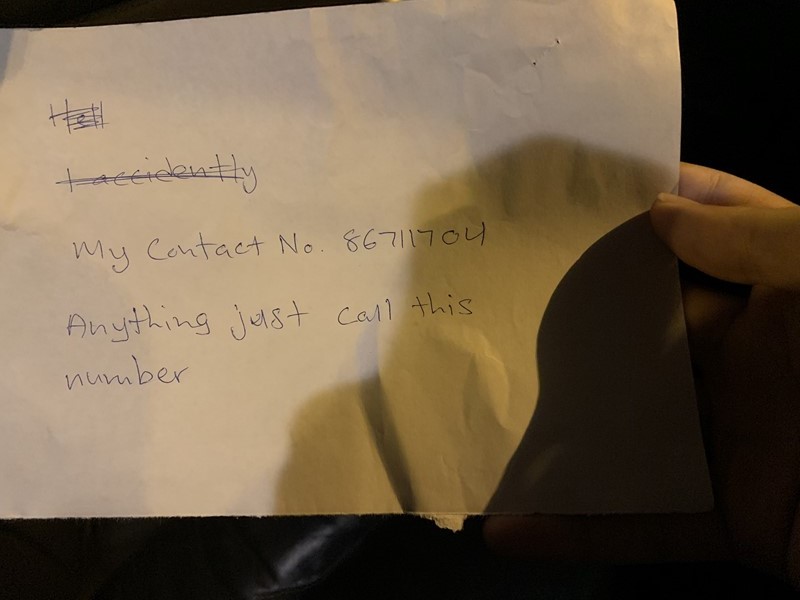 Hell
I accidently
My Contact No. 86711704
Anything just call this
number